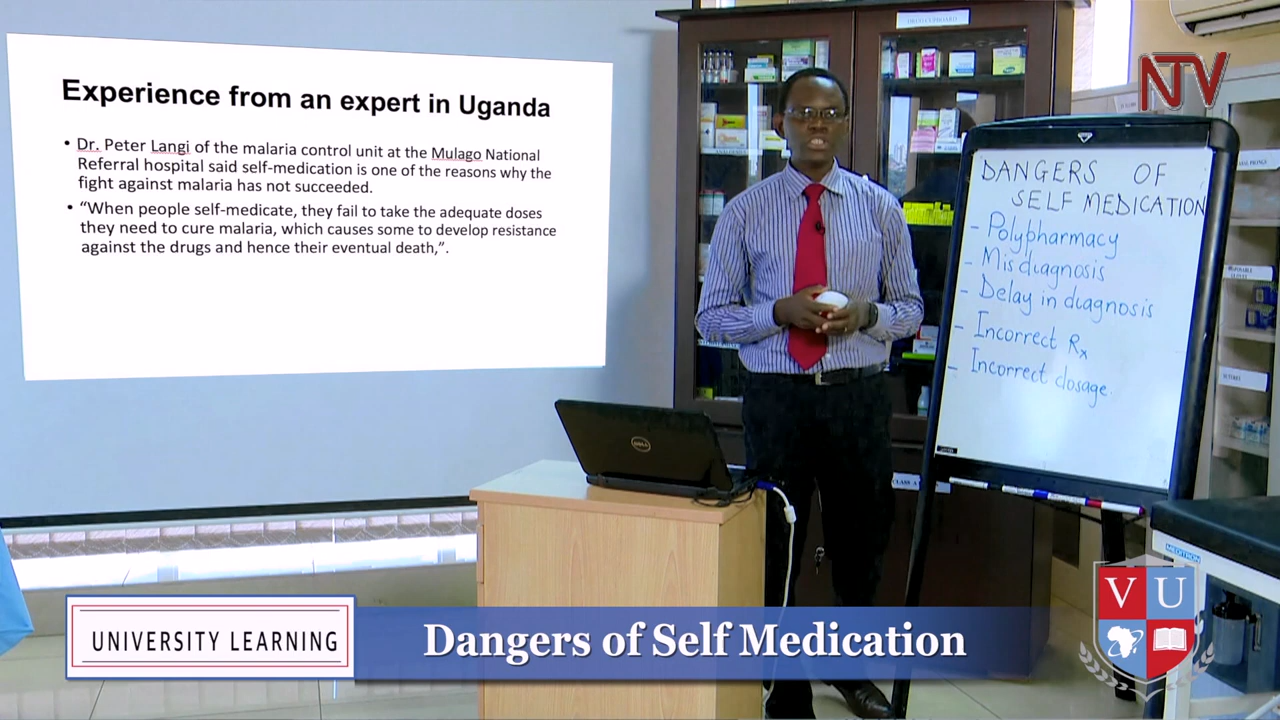 Experience from an expert in Uganda
• Dr. Peter Langi of the malaria control unit at the Mulago National
Referral hospital said self-medication is one of the reasons why the
fight against malaria has not succeeded.
• “When people self-medicate, they fail to take the adequate doses
they need to cure malaria, which causes some to develop resistance
against the drugs and hence their eventual death,”.
NTV
DANGERS OF
SELF MEDICATION
- Polypharmacy
- Misdiagnosis
- Delay in diagnosis
- Incorrect Rx
- Incorrect dosage.
DELL
CLASS A
MEDITRON
VU
UNIVERSITY LEARNING
Dangers of Self Medication